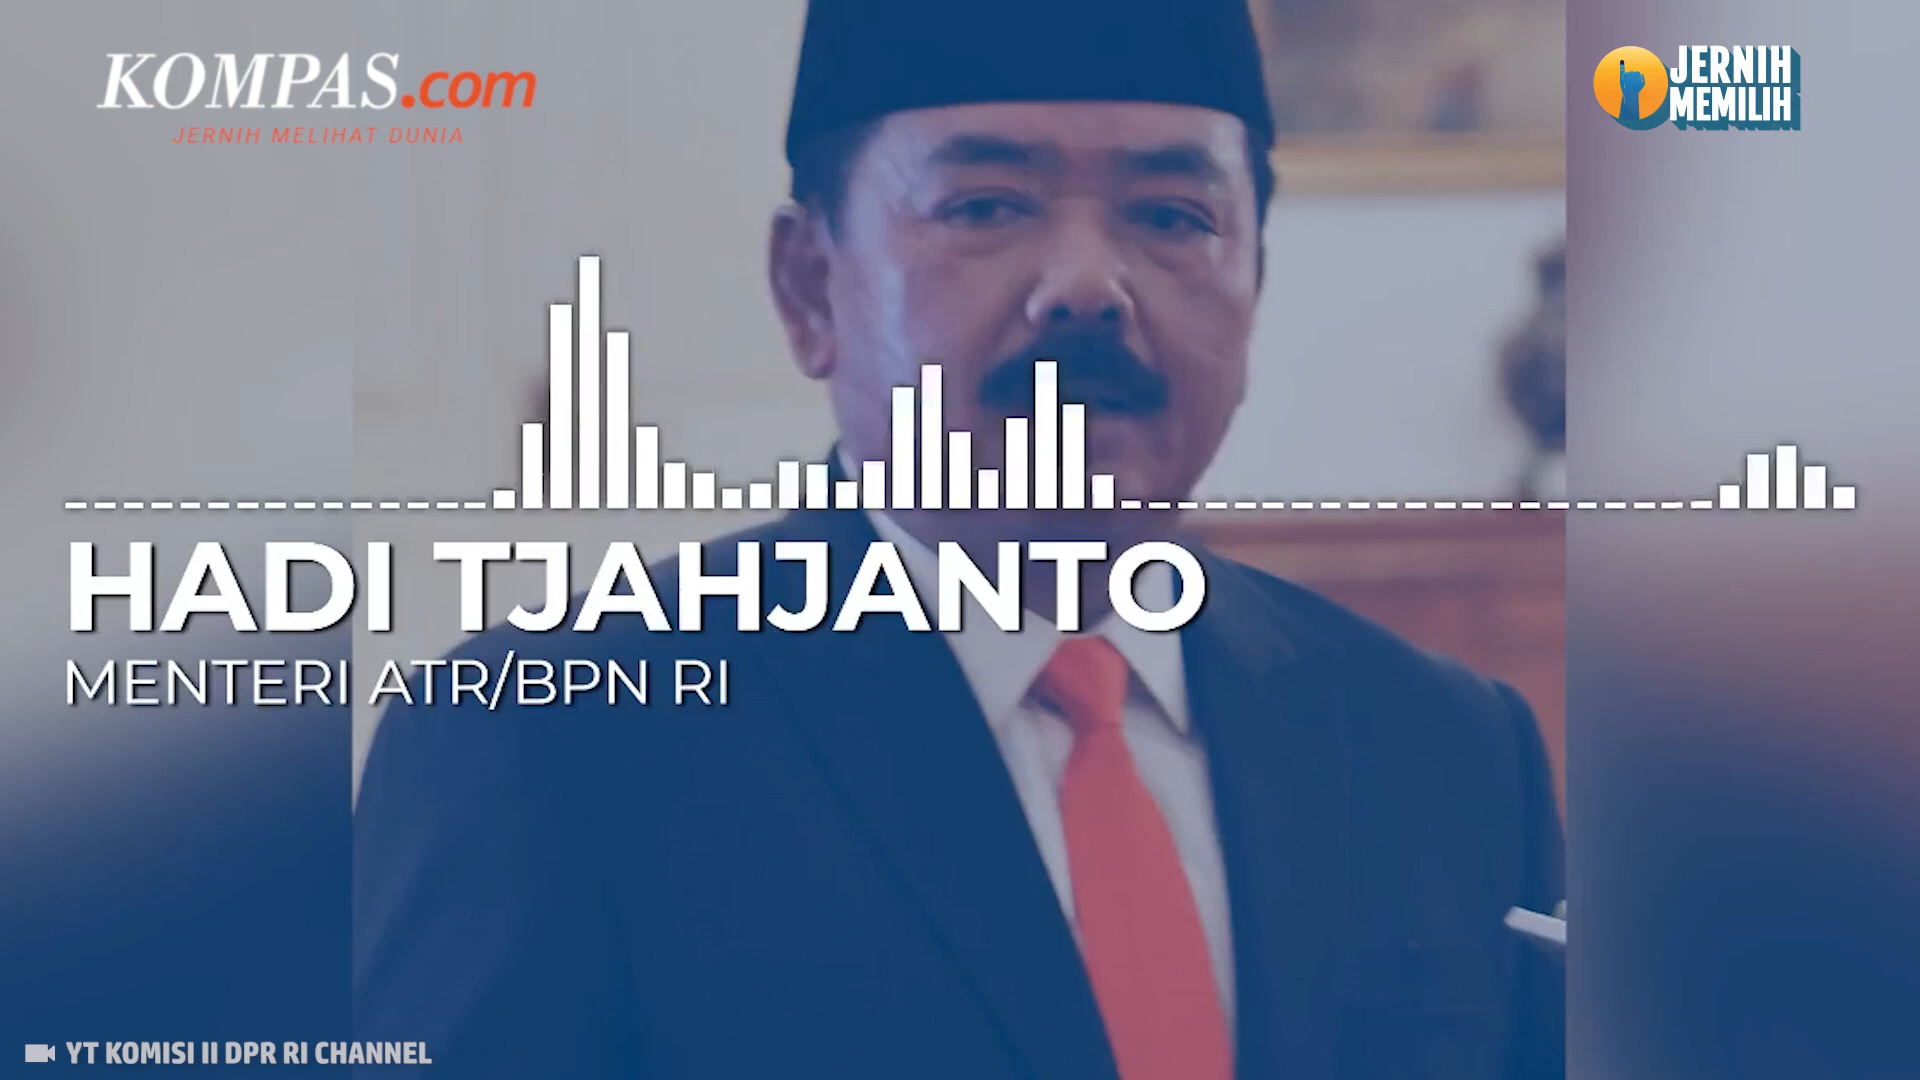 KOMPAS.com
JERNIH MELIHAT DUNIA
JERNIH
MEMILIH
HADI TJAHJANTO
MENTERI ATR/BPN RI
YT KOMISI II DPR RI CHANNEL